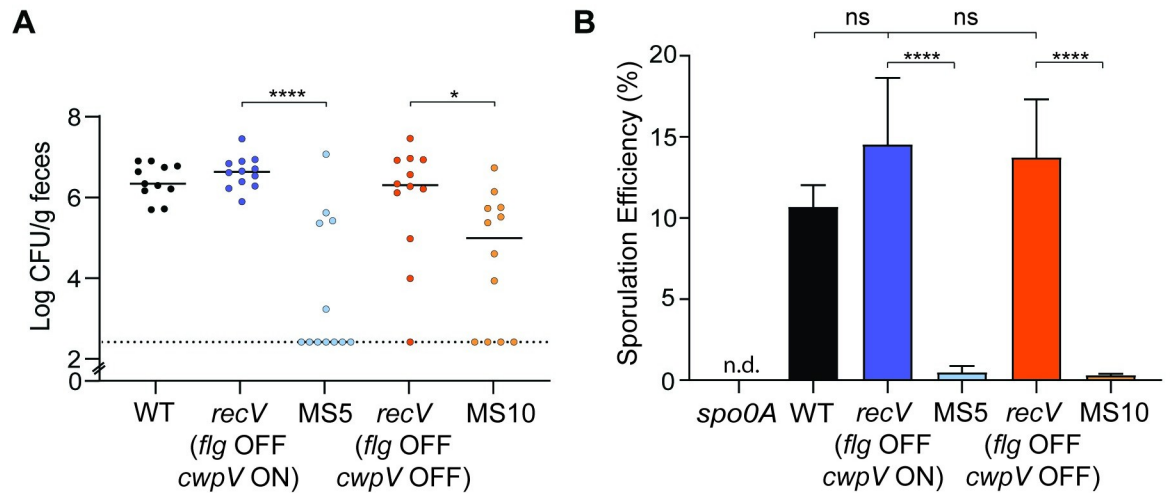 A
Log CFU/g feces
8
6
4
2
0
****
*
WT
recV
(flg OFF
cwpV ON)
MS5
recV
(flg OFF
cwpV OFF)
MS10
B
Sporulation Efficiency (%)
20
15
10
5
0
ns
ns
****
****
n.d.
spo0A
WT
recV
(flg OFF
cwpV ON)
MS5
recV
(flg OFF
cwpV OFF)
MS10